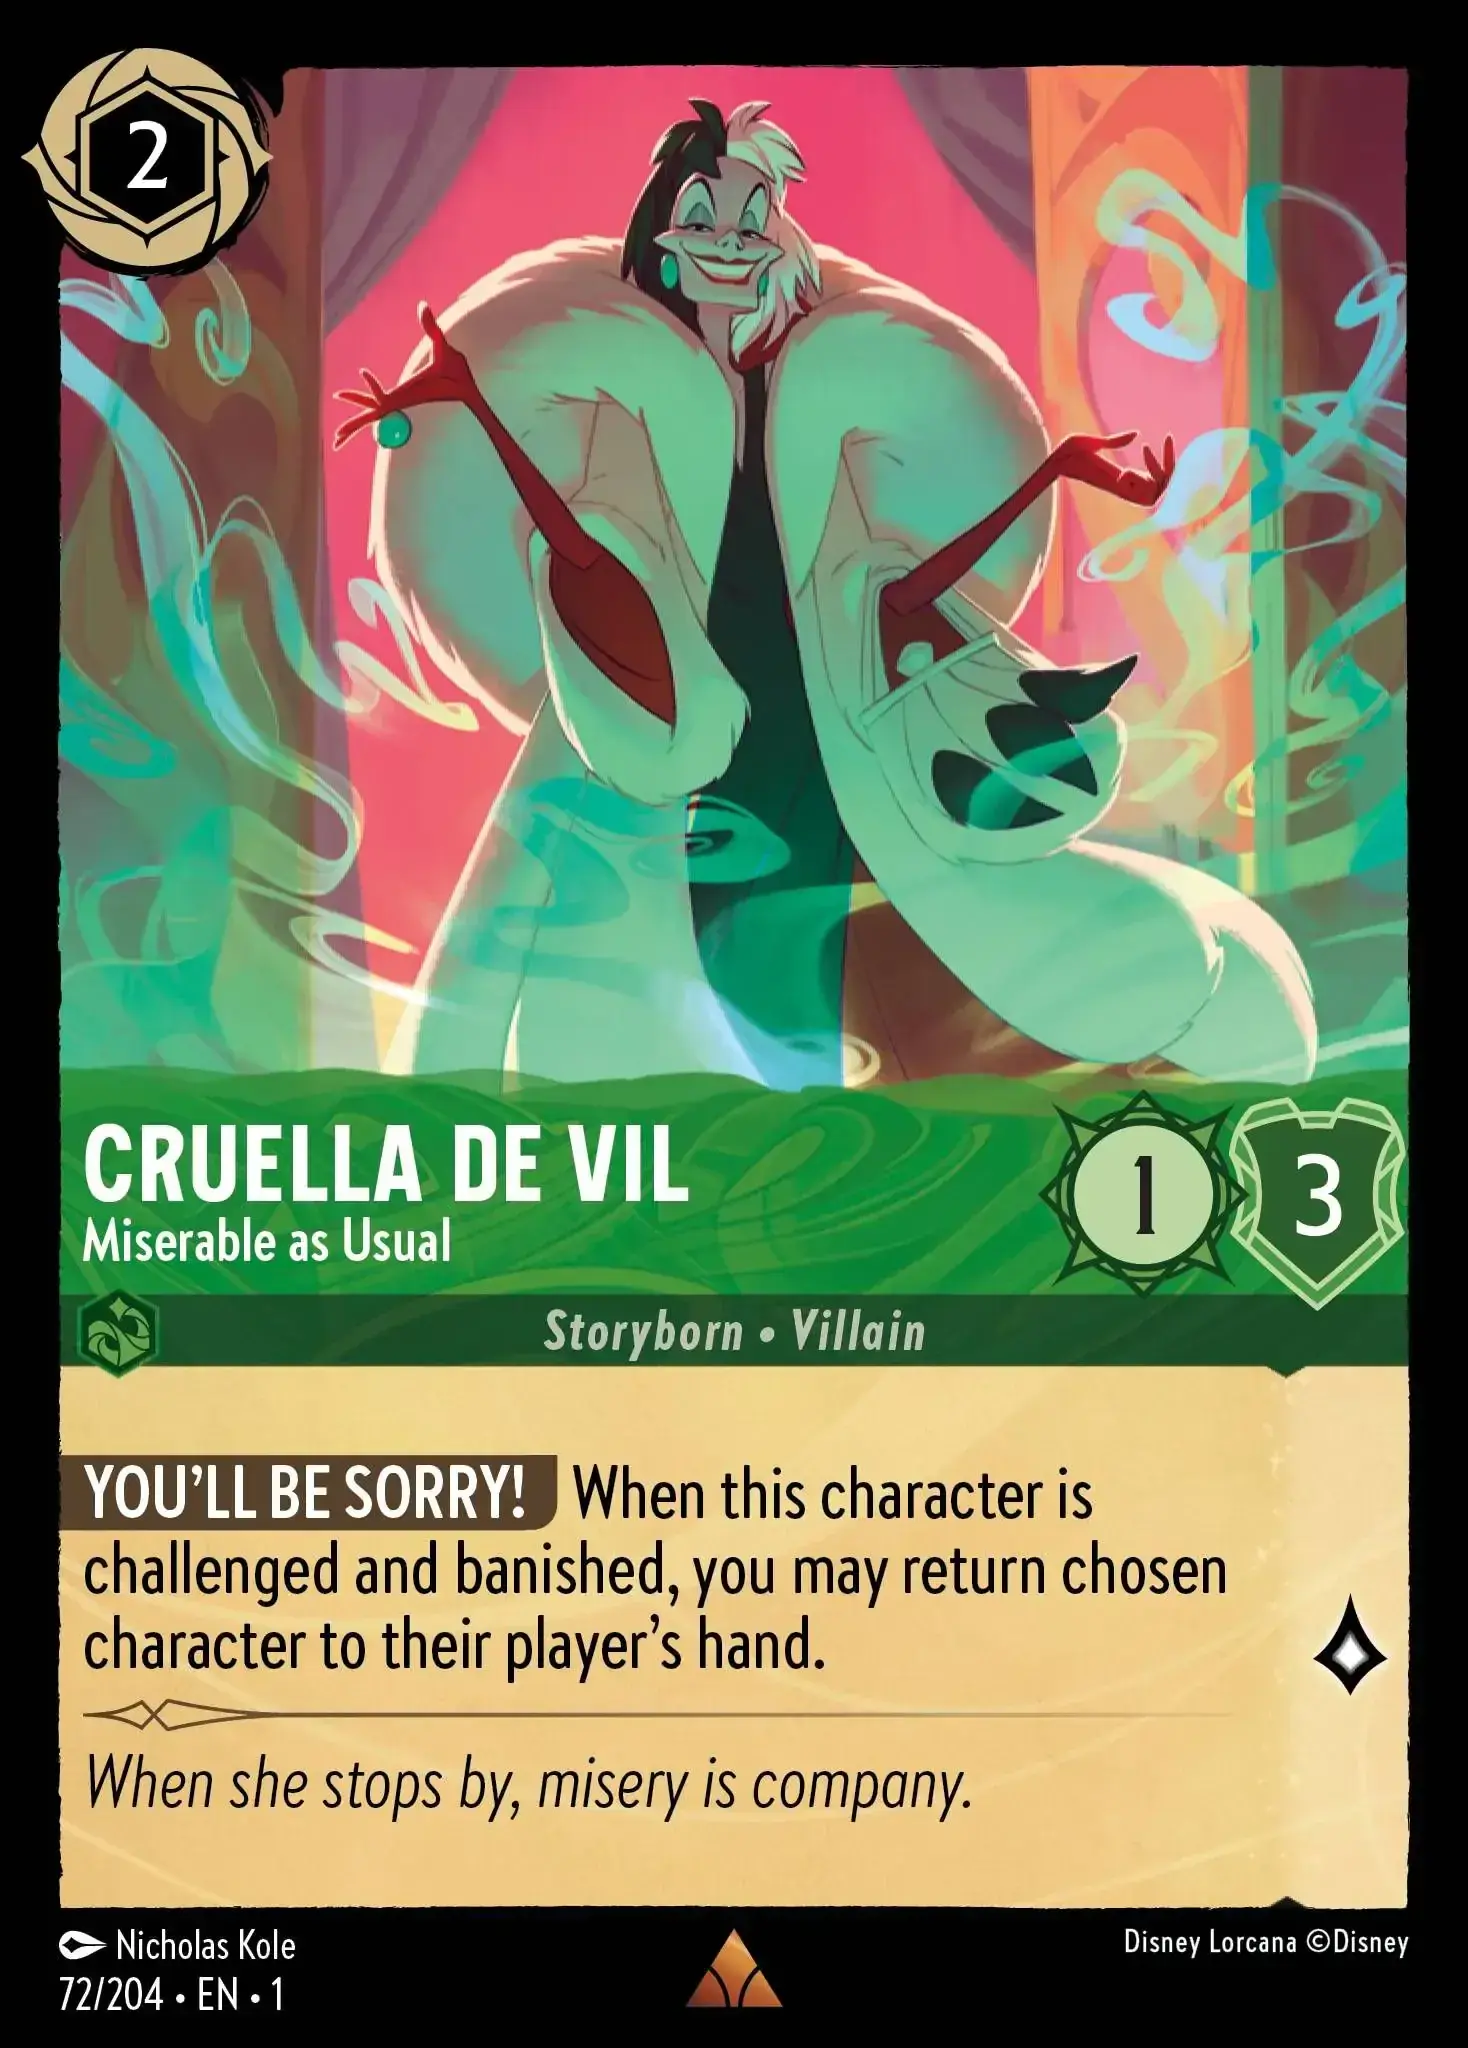 2
CRUELLA DE VIL
Miserable as Usual
1
3
Storyborn • Villain
YOU'LL BE SORRY! When this character is
challenged and banished, you may return chosen
character to their player's hand.
When she stops by, misery is company.
Nicholas Kole
72/204 • EN • 1
Disney Lorcana ©Disney